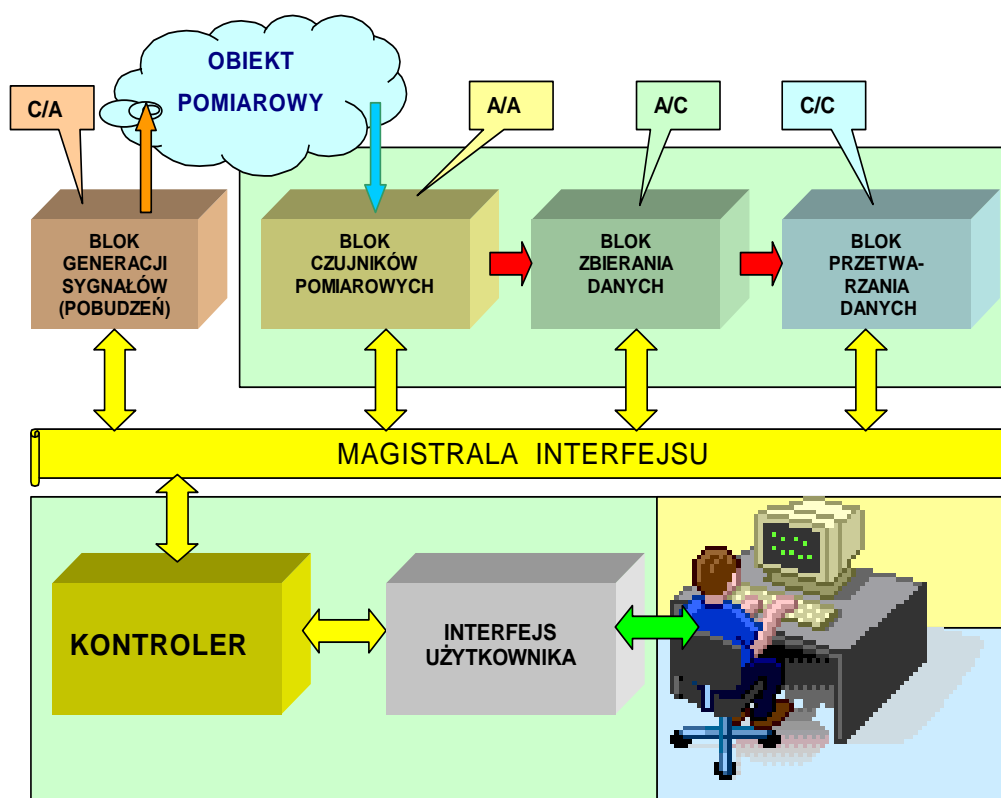 OBIEKT
POMIAROWY
C/A
A/A
A/C
C/C
BLOK
GENERACJI
SYGNAŁÓW
(POBUDZEŃ)
BLOK
CZUJNIKÓW
POMIAROWYCH
BLOK
ZBIERANIA
DANYCH
BLOK
PRZETWA-
RZANIA
DANYCH
MAGISTRALA INTERFEJSU
KONTROLER
INTERFEJS
UŻYTKOWNIKA